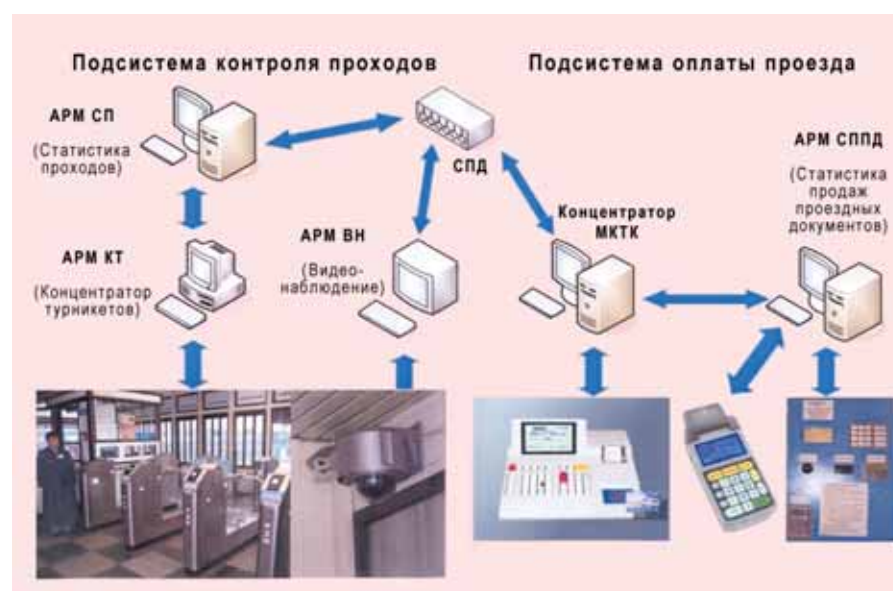 Подсистема контроля проходов
Подсистема оплаты проезда
АРМ СП
(Статистика
проходов)
СПД
АРМ СППД
(Статистика
продаж
проездных
документов)
АРМ КТ
(Концентратор
турникетов)
АРМ ВН
(Видео-
наблюдение)
Концентратор
МКТК